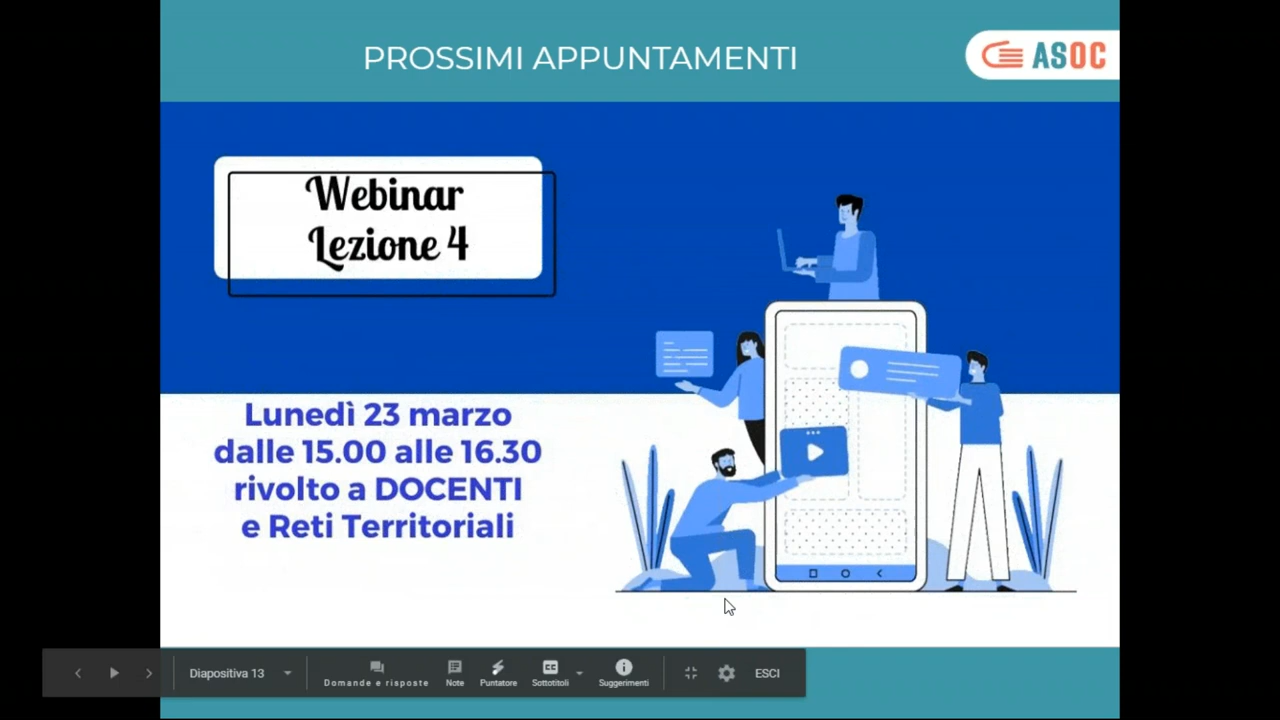 PROSSIMI APPUNTAMENTI
ASOC
Webinar
Lezione 4
Lunedì 23 marzo
dalle 15.00 alle 16.30
rivolto a DOCENTI
e Reti Territoriali
Diapositiva 13
Domande e risposte
Note
Puntatore
CC
Sottotitoli
Suggerimenti
ESCI